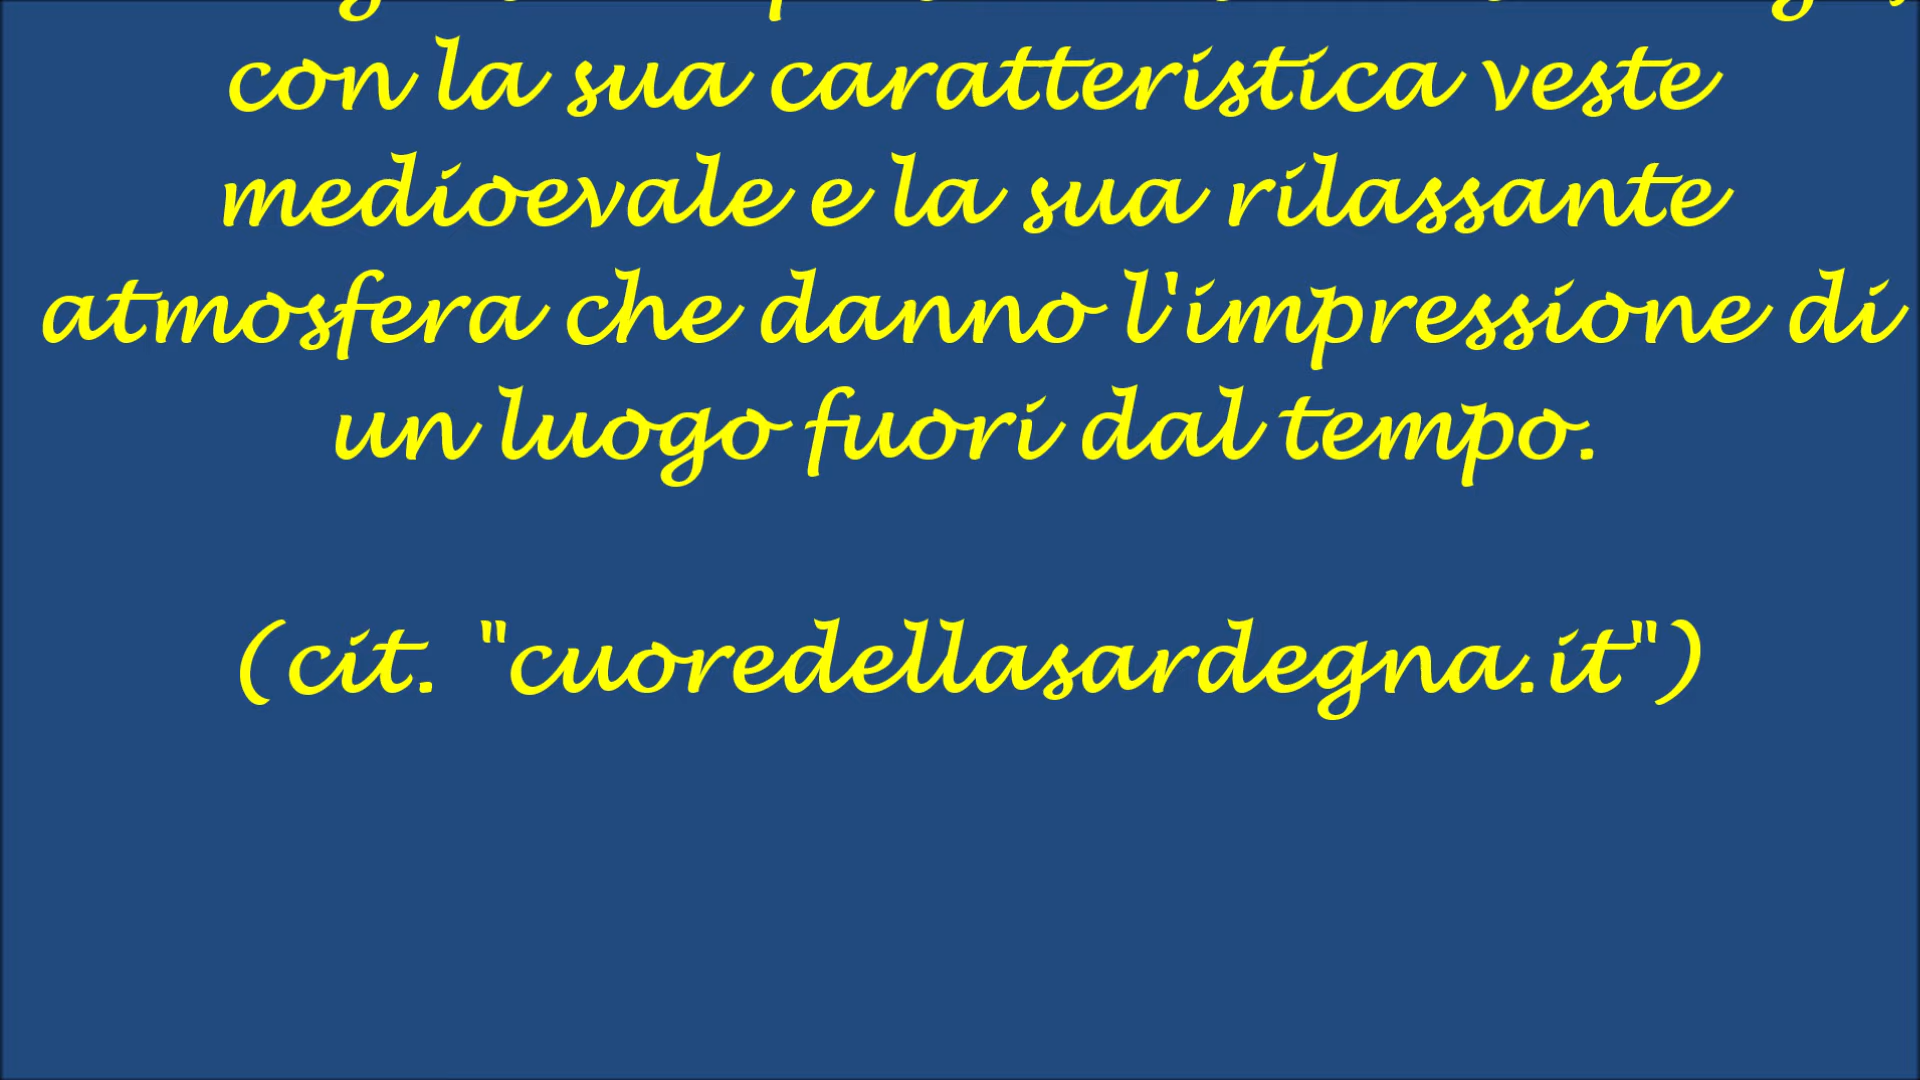 con la sua caratteristica veste
medioevale e la sua rilassante
atmosfera che danno l'impressione di
un luogo fuori dal tempo.
(cit. "cuoredellasardegna.it")